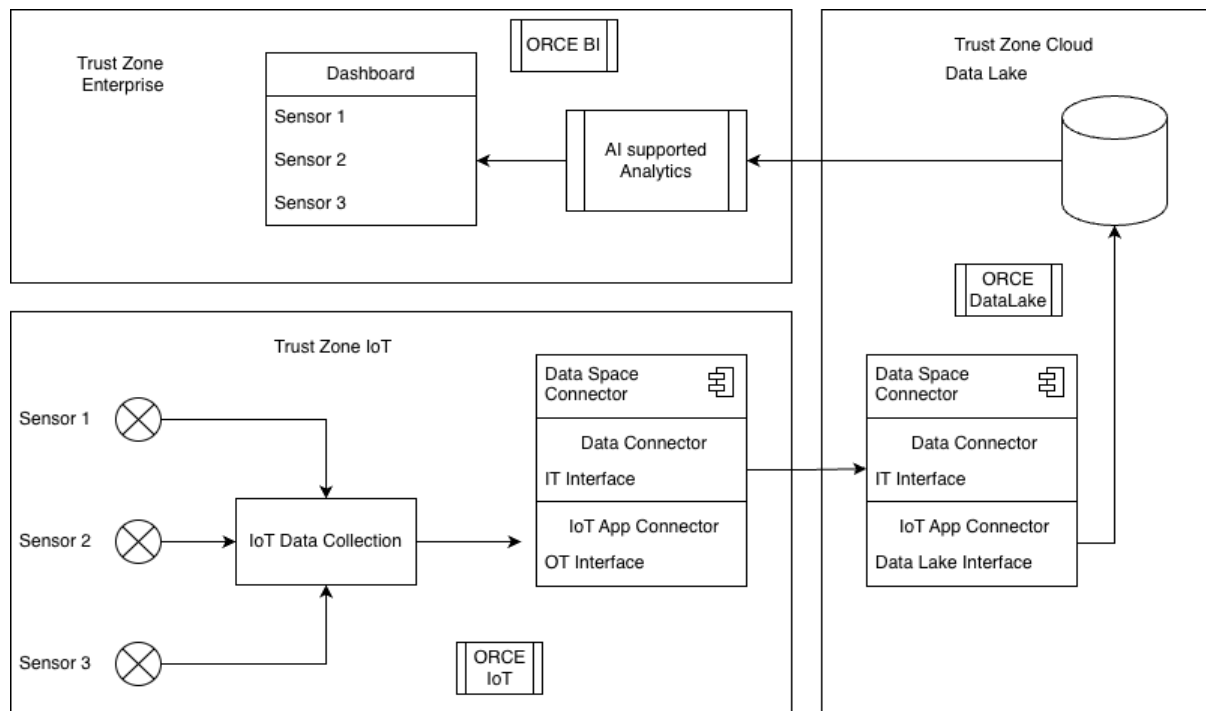 Trust Zone
Enterprise
ORCE BI
Dashboard
Sensor 1
Sensor 2
Sensor 3
AI supported
Analytics
Trust Zone Cloud
Data Lake
ORCE
DataLake
Trust Zone IoT
Sensor 1
Sensor 2
Sensor 3
IoT Data Collection
Data Space
Connector
Data Connector
IT Interface
IoT App Connector
OT Interface
ORCE
IoT
Data Space
Connector
Data Connector
IT Interface
IoT App Connector
Data Lake Interface